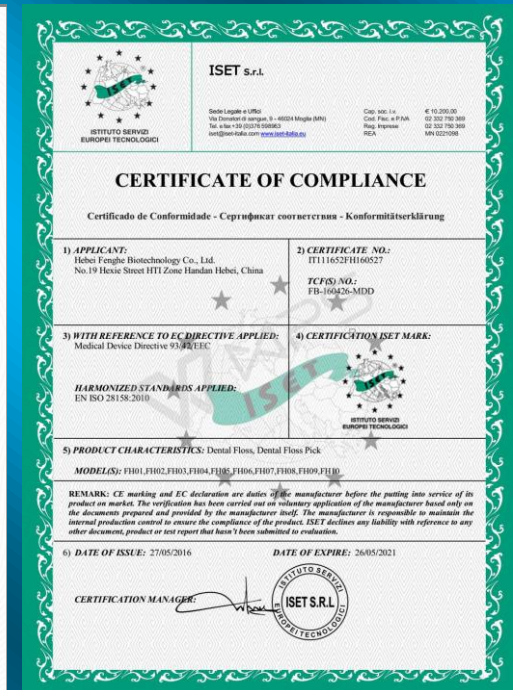 ISTITUTO SERVIZI
EUROPEI TECNOLOGICI
ISET s.r.l.
Sede Legale e Uffici
Via Donatori di sangue, 9 - 46024 Moglia (MN)
Tel. e fax +39 (0)376 598963
iset@iset-italia.com www.iset-italia.eu
Cap. soc. i.v. € 10.200,00
Cod. Fisc. e P.IVA 02 332 750 369
Reg. Imprese 02 332 750 369
REA MN 0221098
CERTIFICATE OF COMPLIANCE
Certificado de Conformidade - Сертификат соответствия - Konformitätserklärung
1) APPLICANT:
Hebei Fenghe Biotechnology Co., Ltd.
No.19 Hexie Street HTI Zone Handan Hebei, China
2) CERTIFICATE NO.:
IT111652FH160527
TCF(S) NO.:
FB-160426-MDD
3) WITH REFERENCE TO EC DIRECTIVE APPLIED:
Medical Device Directive 93/42/EEC
HARMONIZED STANDARDS APPLIED:
EN ISO 28158:2010
4) CERTIFICATION ISET MARK:
ISET
ISTITUTO SERVIZI
EUROPEI TECNOLOGICI
ISET
5) PRODUCT CHARACTERISTICS: Dental Floss, Dental Floss Pick
MODEL(S): FH01,FH02,FH03,FH04,FH05,FH06,FH07,FH08,FH09,FH10
REMARK: CE marking and EC declaration are duties of the manufacturer before the putting into service of its
product on market. The verification has been carried out on voluntary application of the manufacturer based only on
the documents prepared and provided by the manufacturer itself. The manufacturer is responsible to maintain the
internal production control to ensure the compliance of the product. ISET declines any liability with reference to any
other document, product or test report that hasn't been submitted to evaluation.
6) DATE OF ISSUE: 27/05/2016 DATE OF EXPIRE: 26/05/2021
CERTIFICATION MANAGER:
ISTITUTO SERVIZI
ISET S.R.L
EUROPEI TECNOLOGICI